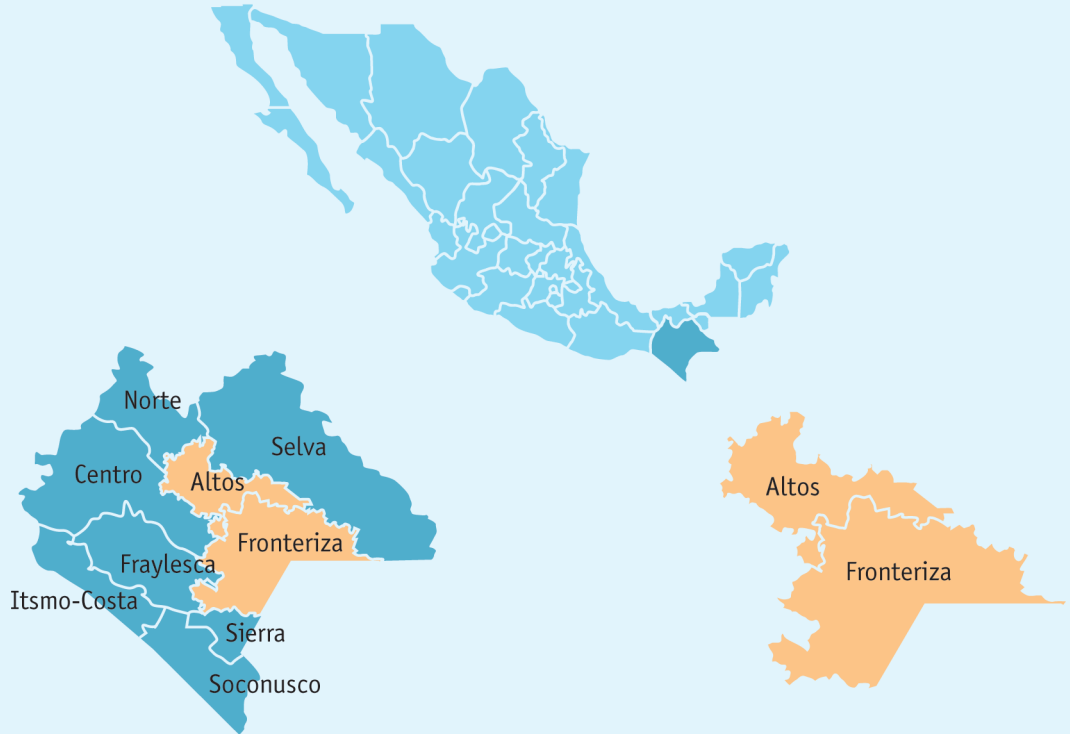 Norte
Selva
Centro
Altos
Fronteriza
Fraylesca
Itsmo-Costa
Sierra
Soconusco
Altos
Fronteriza